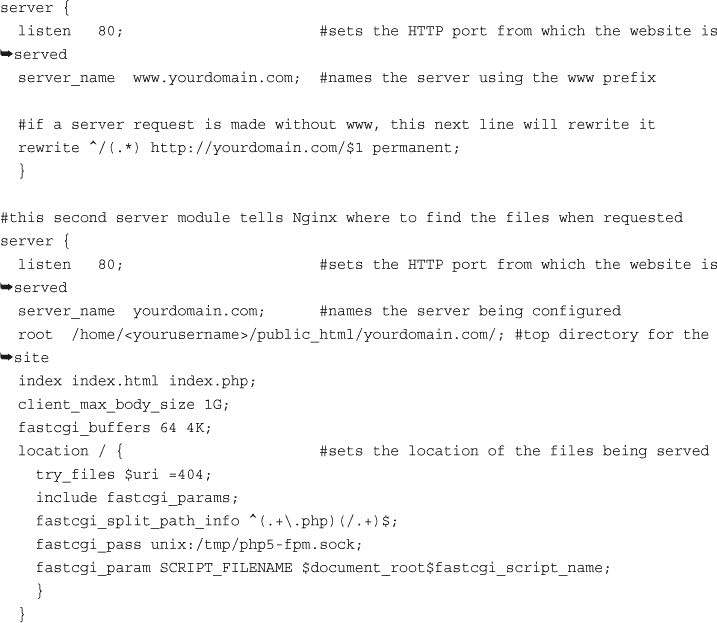 server {
  listen   80;                      #sets the HTTP port from which the website is
➥served
  server_name  www.yourdomain.com;  #names the server using the www prefix

  #if a server request is made without www, this next line will rewrite it
  rewrite ^/(.*) http://yourdomain.com/$1 permanent;
  }

#this second server module tells Nginx where to find the files when requested
server {
  listen   80;                      #sets the HTTP port from which the website is
➥served
  server_name  yourdomain.com;      #names the server being configured
  root  /home/<yourusername>/public_html/yourdomain.com/; #top directory for the
➥site
  index index.html index.php;
  client_max_body_size 1G;
  fastcgi_buffers 64 4K;
  location / {                      #sets the location of the files being served
    try_files $uri =404;
    include fastcgi_params;
    fastcgi_split_path_info ^(.+\.php)(/.+)$;
    fastcgi_pass unix:/tmp/php5-fpm.sock;
    fastcgi_param SCRIPT_FILENAME $document_root$fastcgi_script_name;
    }
  }